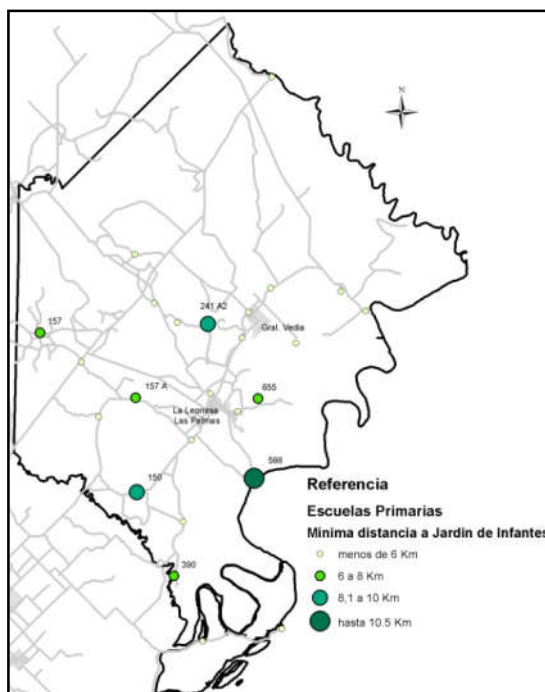 N
241 A2
Gral. Vedia
157
157 A
655
La Leonesa
Las Palmas
566
150
390
Referencia
Escuelas Primarias
Mínima distancia a Jardín de Infantes
menos de 6 Km
6 a 8 Km
8,1 a 10 Km
hasta 10.5 Km